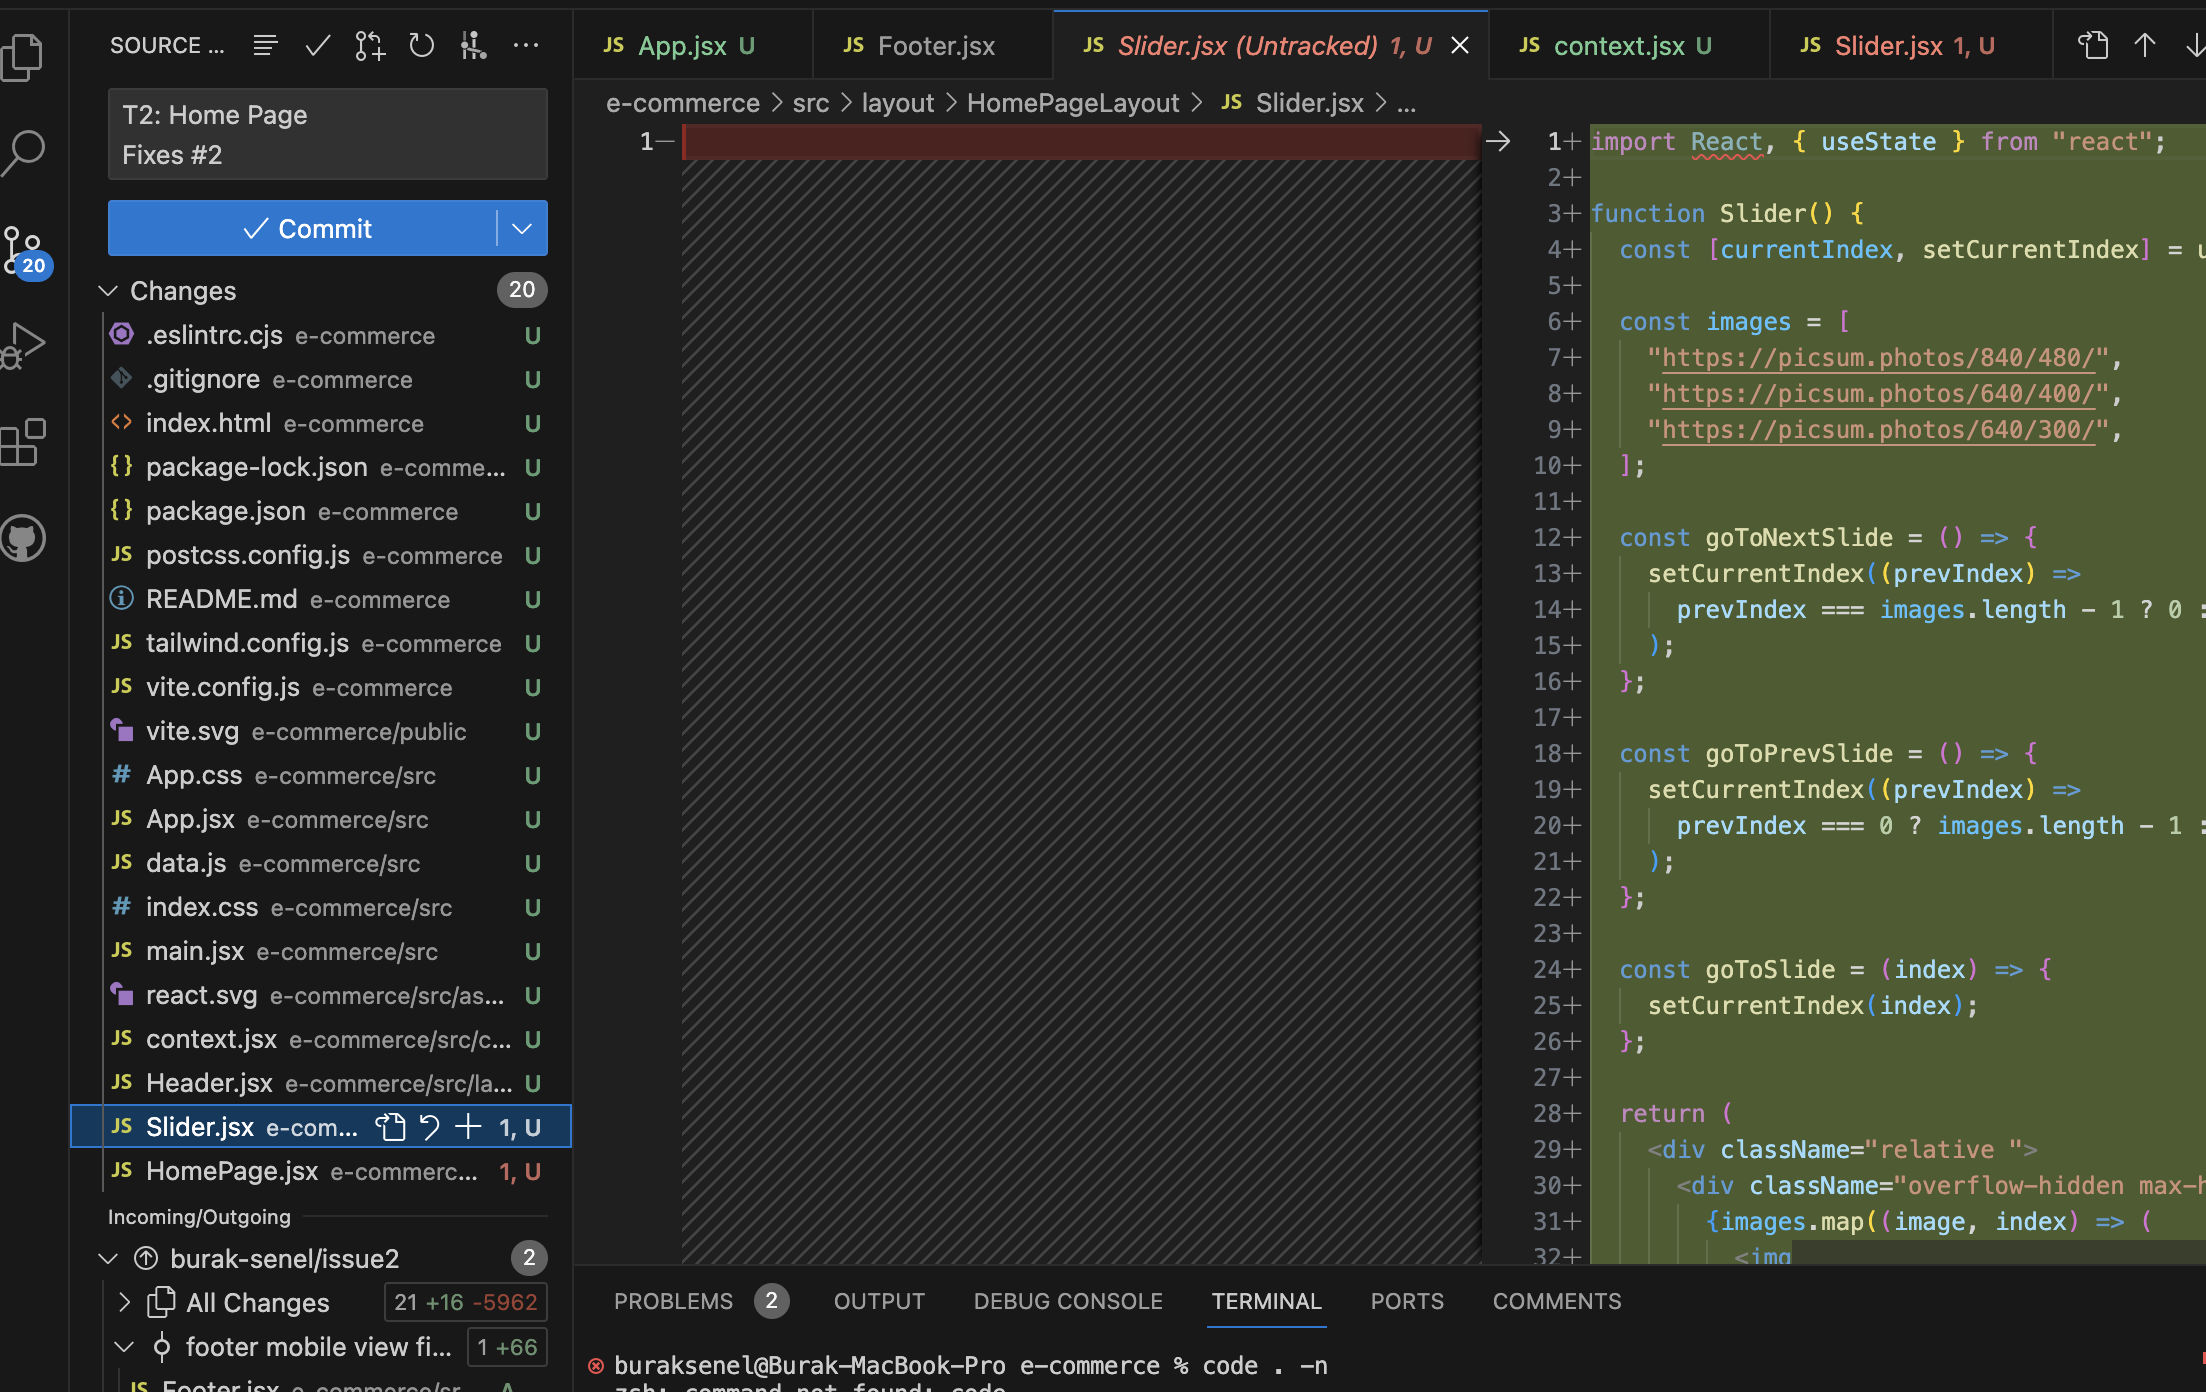 SOURCE ...
T2: Home Page
Fixes #2
Commit
20
Changes 20
.eslintrc.cjs e-commerce U
.gitignore e-commerce U
index.html e-commerce U
package-lock.json e-comme... U
package.json e-commerce U
JS postcss.config.js e-commerce U
README.md e-commerce U
JS tailwind.config.js e-commerce U
JS vite.config.js e-commerce U
vite.svg e-commerce/public U
# App.css e-commerce/src U
JS App.jsx e-commerce/src U
JS data.js e-commerce/src U
# index.css e-commerce/src U
JS main.jsx e-commerce/src U
react.svg e-commerce/src/as... U
JS context.jsx e-commerce/src/c... U
JS Header.jsx e-commerce/src/la... U
JS Slider.jsx e-com... 1, U
JS HomePage.jsx e-commerc... 1, U
Incoming/Outgoing
burak-senel/issue2 2
All Changes 21 +16 -5962
footer mobile view fi... 1 +66
JS Footer.jsx e-commerce/sr... A
JS App.jsx U
JS Footer.jsx
JS Slider.jsx (Untracked) 1, U
JS context.jsx U
JS Slider.jsx 1, U
e-commerce > src > layout > HomePageLayout > JS Slider.jsx > ...
1—
1+ import React, { useState } from "react";
2+
3+ function Slider() {
4+ const [currentIndex, setCurrentIndex] = u
5+
6+ const images = [
7+ "https://picsum.photos/840/480/",
8+ "https://picsum.photos/640/400/",
9+ "https://picsum.photos/640/300/",
10+ ];
11+
12+ const goToNextSlide = () => {
13+ setCurrentIndex((prevIndex) =>
14+ prevIndex === images.length - 1 ? 0 :
15+ );
16+ };
17+
18+ const goToPrevSlide = () => {
19+ setCurrentIndex((prevIndex) =>
20+ prevIndex === 0 ? images.length - 1 :
21+ );
22+ };
23+
24+ const goToSlide = (index) => {
25+ setCurrentIndex(index);
26+ };
27+
28+ return (
29+ <div className="relative ">
30+ <div className="overflow-hidden max-h
31+ {images.map((image, index) => (
32+ <img
PROBLEMS 2 OUTPUT DEBUG CONSOLE TERMINAL PORTS COMMENTS
buraksenel@Burak-MacBook-Pro e-commerce % code . -n
zsh: command not found: code